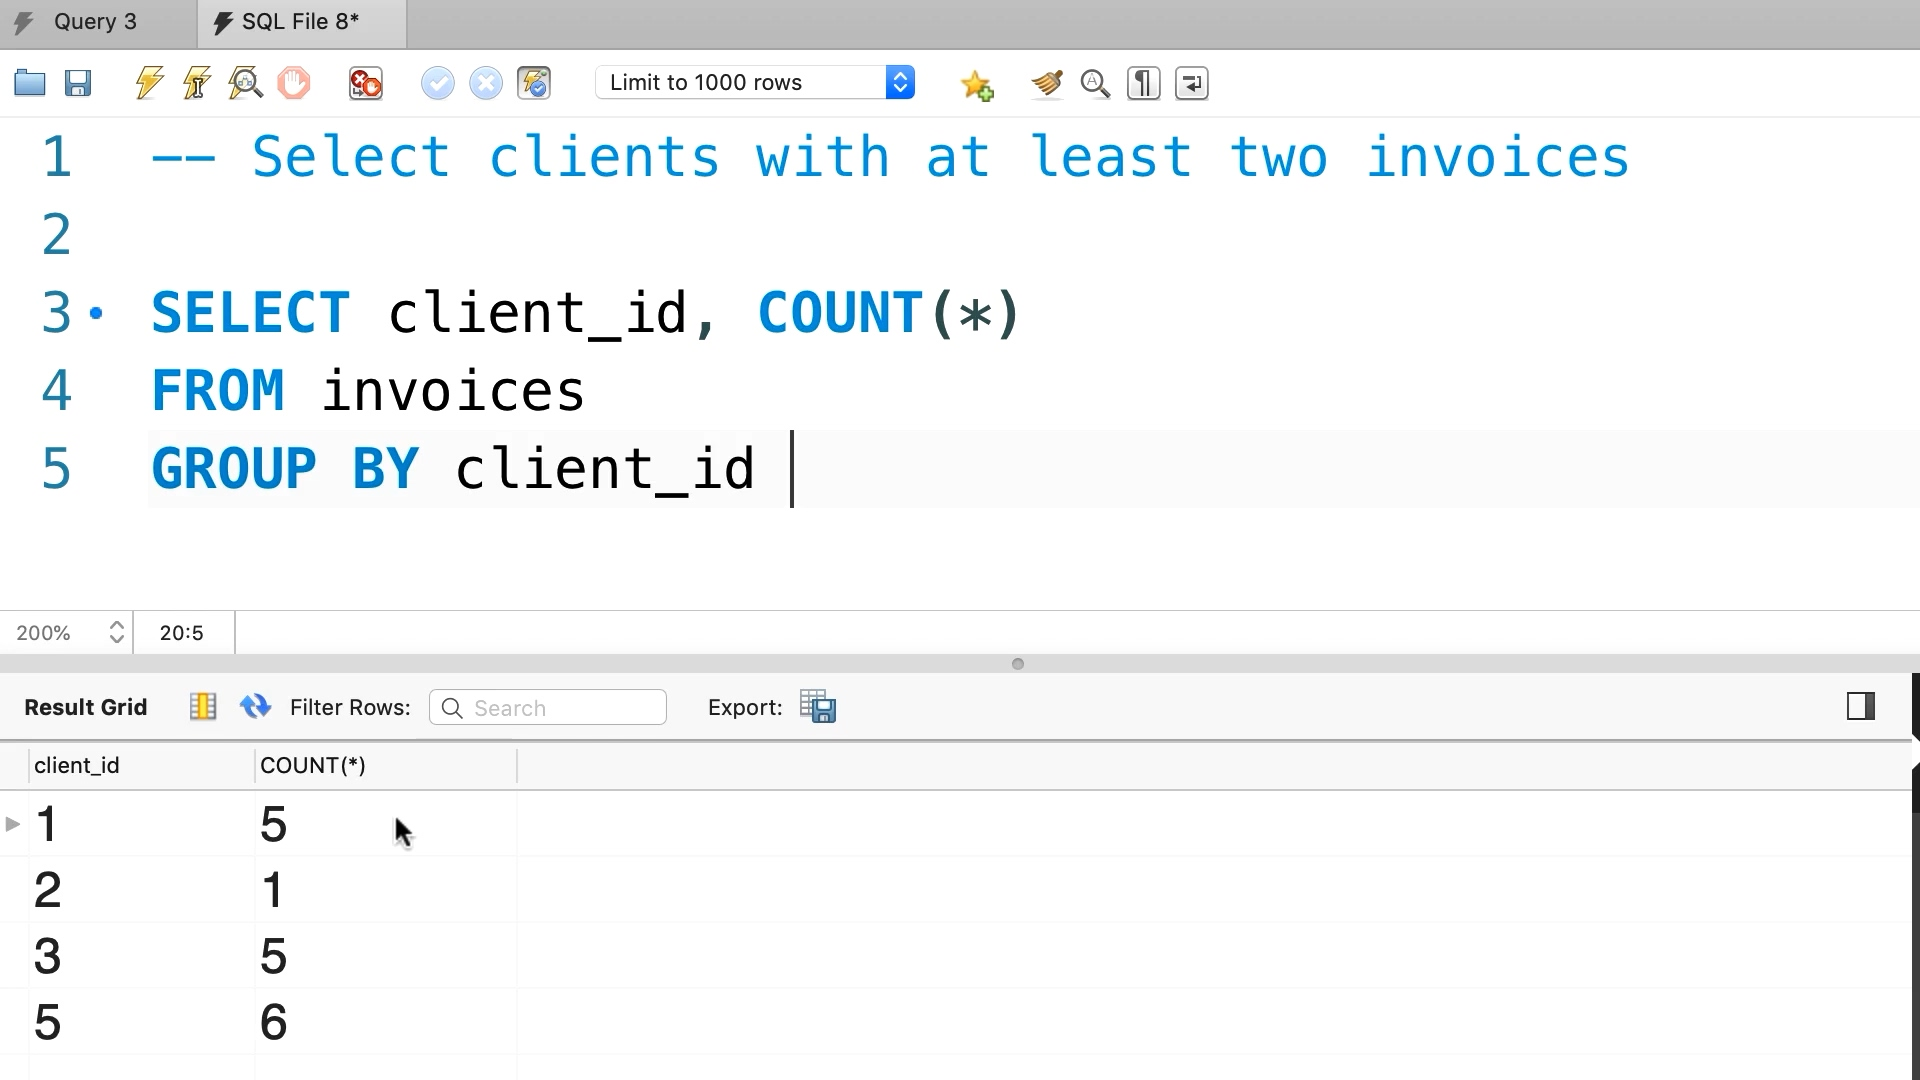 Query 3
SQL File 8*
Limit to 1000 rows
1 -- Select clients with at least two invoices
2
3 SELECT client_id, COUNT(*)
4 FROM invoices
5 GROUP BY client_id
200% 20:5
Result Grid Filter Rows: Search Export:
client_id COUNT(*)
1 5
2 1
3 5
5 6